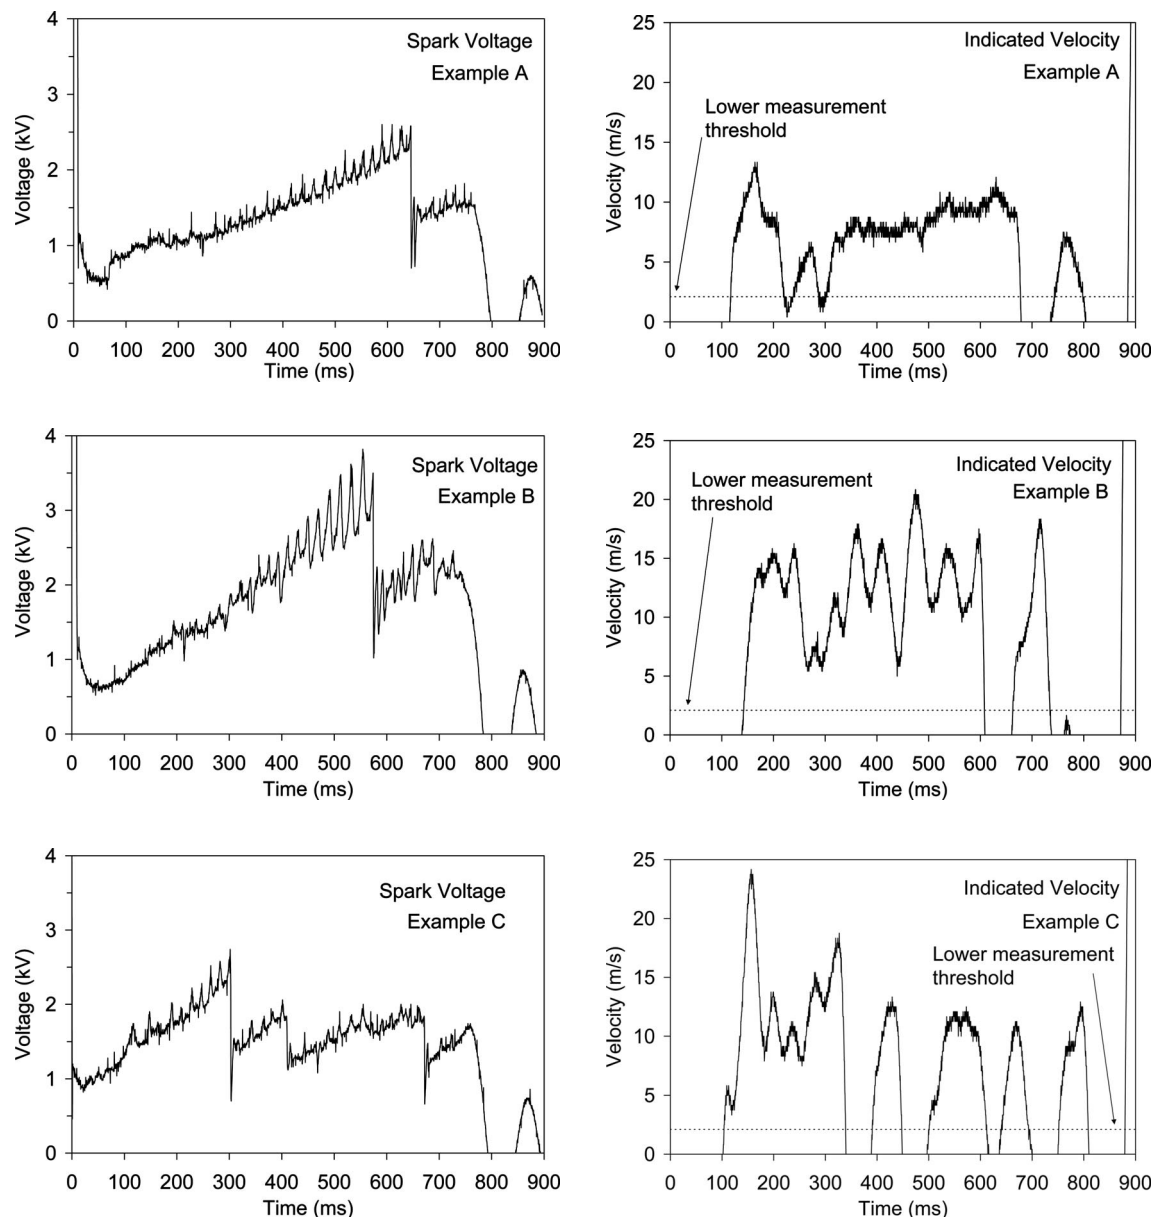 4
3
2
1
0
Voltage (kV)
Spark Voltage
Example A
0 100 200 300 400 500 600 700 800 900
Time (ms)
25
20
15
10
5
0
Velocity (m/s)
Indicated Velocity
Example A
Lower measurement
threshold
0 100 200 300 400 500 600 700 800 900
Time (ms)
4
3
2
1
0
Voltage (kV)
Spark Voltage
Example B
0 100 200 300 400 500 600 700 800 900
Time (ms)
25
20
15
10
5
0
Velocity (m/s)
Indicated Velocity
Example B
Lower measurement
threshold
0 100 200 300 400 500 600 700 800 900
Time (ms)
4
3
2
1
0
Voltage (kV)
Spark Voltage
Example C
0 100 200 300 400 500 600 700 800 900
Time (ms)
25
20
15
10
5
0
Velocity (m/s)
Indicated Velocity
Example C
Lower measurement
threshold
0 100 200 300 400 500 600 700 800 900
Time (ms)